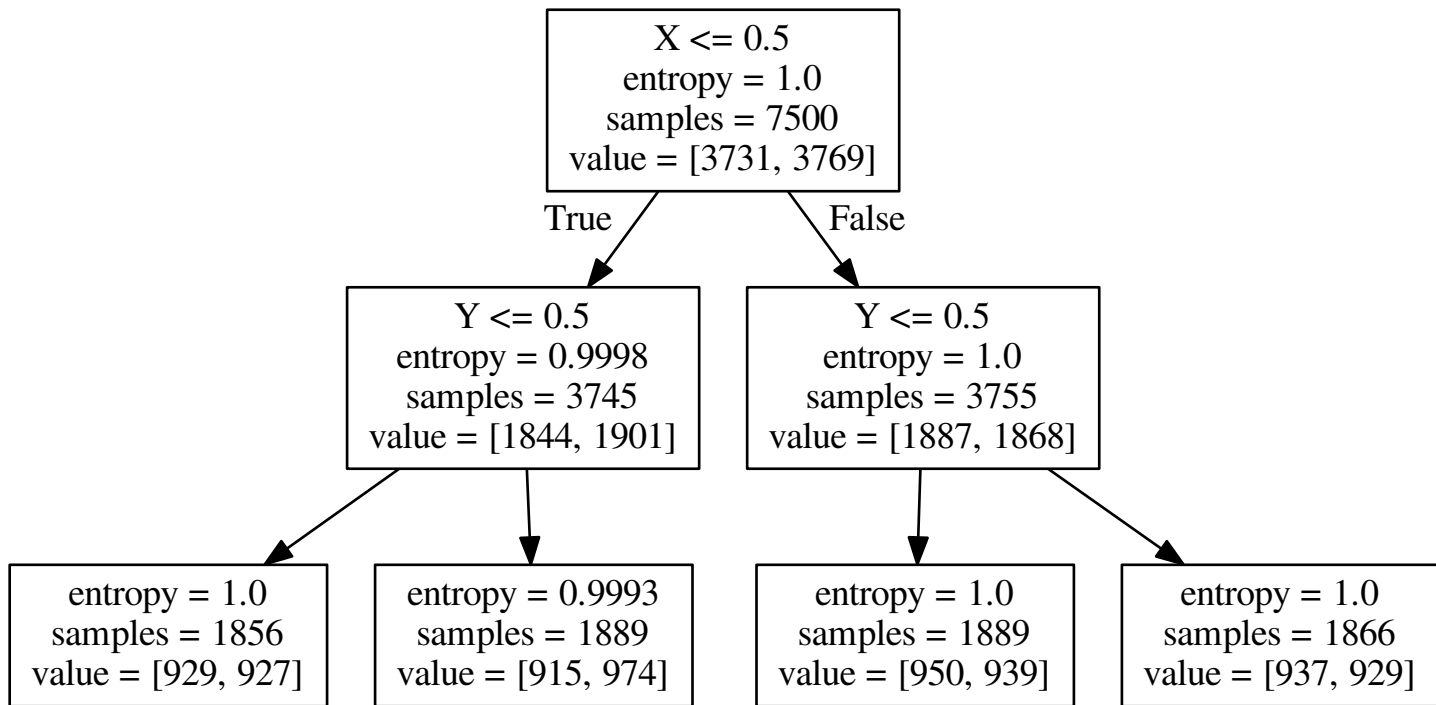 X <= 0.5
entropy = 1.0
samples = 7500
value = [3731, 3769]
True
False
Y <= 0.5
entropy = 0.9998
samples = 3745
value = [1844, 1901]
Y <= 0.5
entropy = 1.0
samples = 3755
value = [1887, 1868]
entropy = 1.0
samples = 1856
value = [929, 927]
entropy = 0.9993
samples = 1889
value = [915, 974]
entropy = 1.0
samples = 1889
value = [950, 939]
entropy = 1.0
samples = 1866
value = [937, 929]